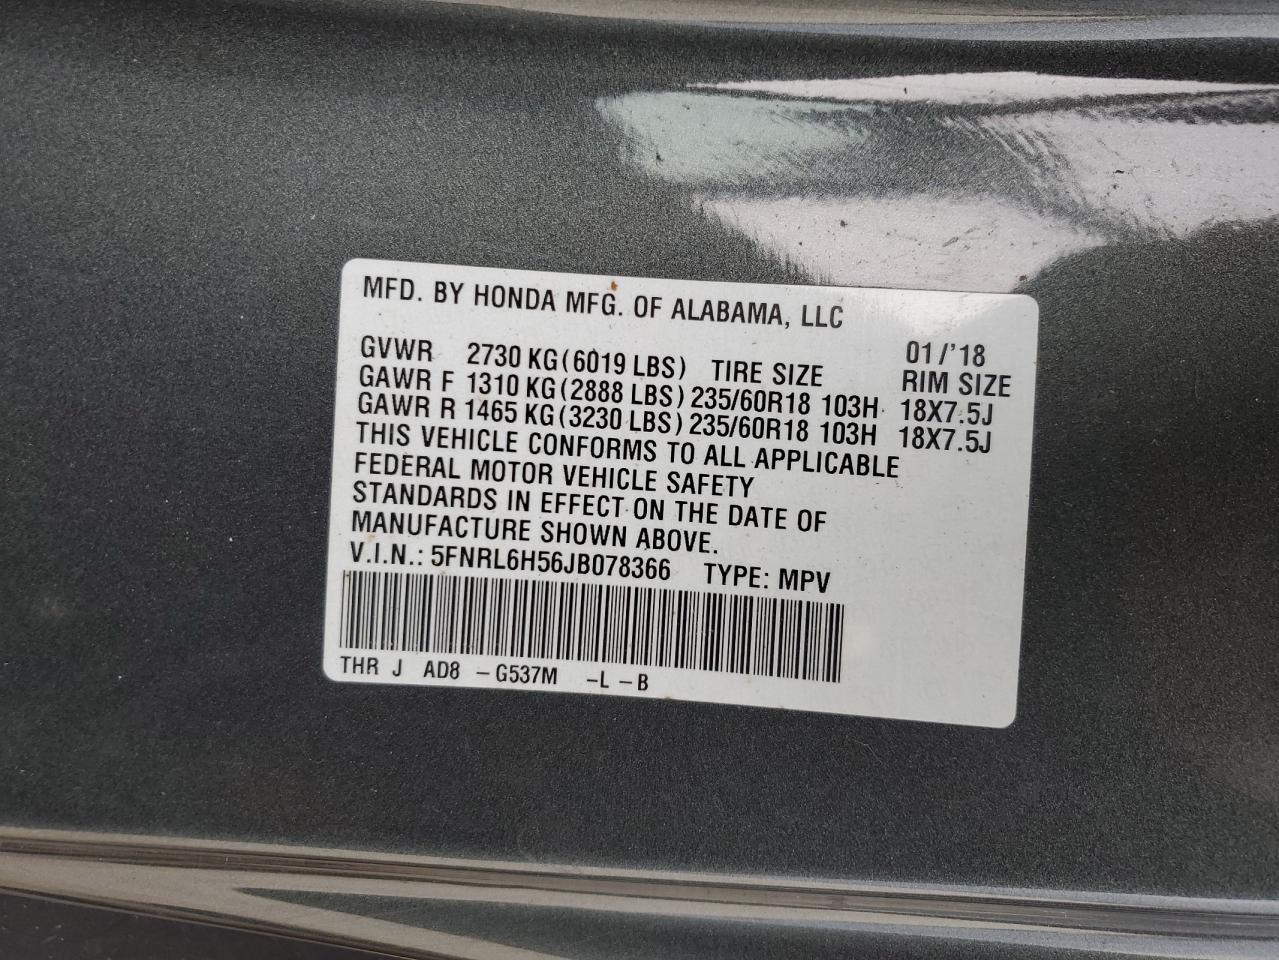 MFD. BY HONDA MFG. OF ALABAMA, LLC
01/'18
GVWR 2730 KG(6019 LBS) TIRE SIZE RIM SIZE
GAWR F 1310 KG(2888 LBS) 235/60R18 103H 18X7.5J
GAWR R 1465 KG(3230 LBS) 235/60R18 103H 18X7.5J
THIS VEHICLE CONFORMS TO ALL APPLICABLE
FEDERAL MOTOR VEHICLE SAFETY
STANDARDS IN EFFECT ON THE DATE OF
MANUFACTURE SHOWN ABOVE.
V.I.N.: 5FNRL6H56JB078366 TYPE: MPV
THR J AD8 -G537M -L -B